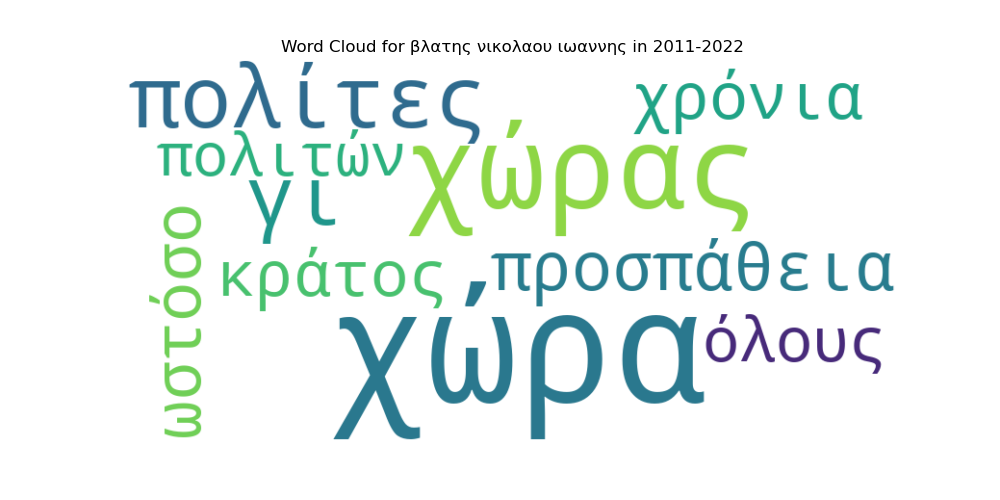 Word Cloud for βλατης νικολαου ιωαννης in 2011-2022
πολίτες
χρόνια
πολιτών
χώρας
γι
ωστόσο
κράτος
προσπάθεια
χώρα
όλους